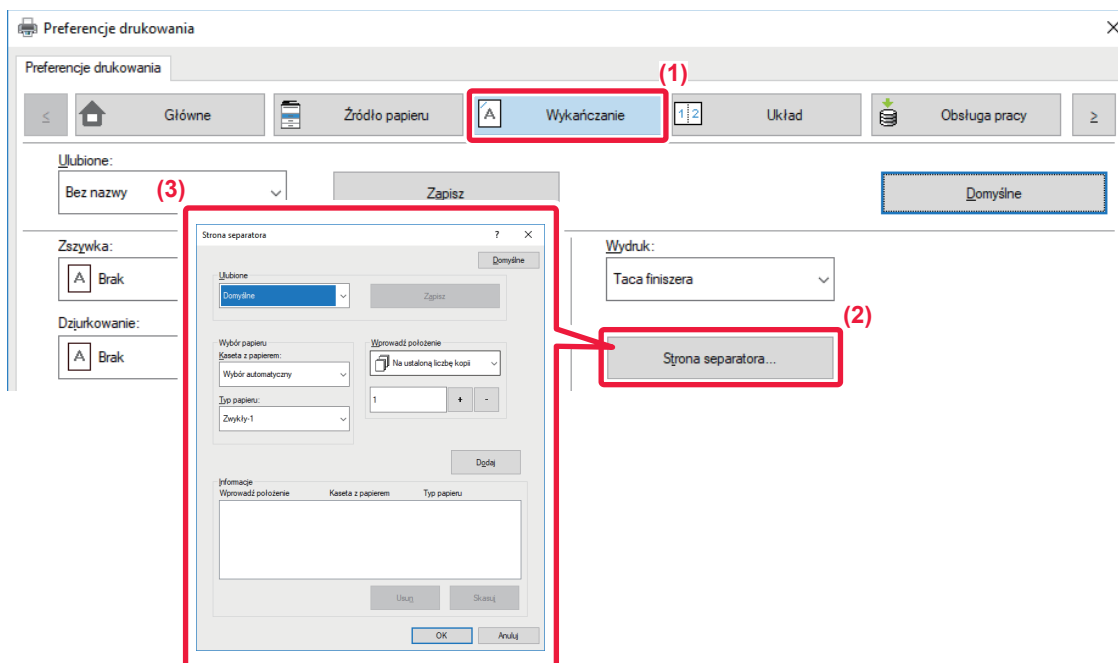 Preferencje drukowania
Preferencje drukowania
(1)
≤
Główne
Źródło papieru
A
Wykańczanie
1 2
Układ
Obsługa pracy
≥
Ulubione:
Bez nazwy
(3)
Zapisz
Domyślne
Zszywka:
A Brak
Dziurkowanie:
A Brak
Wydruk:
Taca finiszera
(2)
Strona separatora...
Strona separatora
? ×
Domyślne
Ulubione
Domyślne
Zapisz
Wybór papieru
Kaseta z papierem:
Wybór automatyczny
Typ papieru:
Zwykły-1
Wprowadź położenie
Na ustaloną liczbę kopii
1
+ -
Dodaj
Informacje
Wprowadź położenie Kaseta z papierem Typ papieru
Usuń Skasuj
OK Anuluj